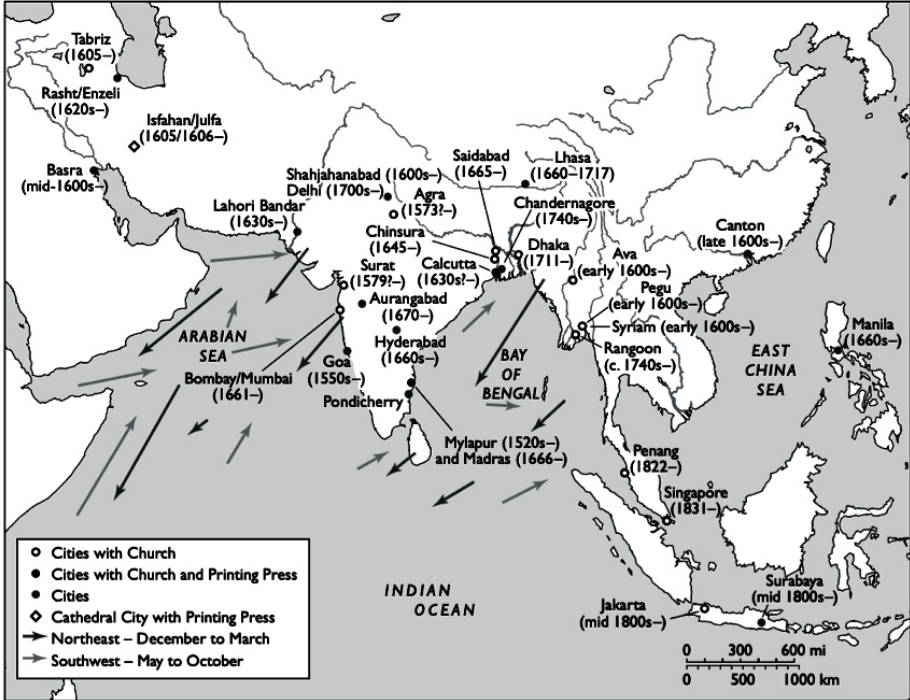 Tabriz
(1605–)
Rasht/Enzeli
(1620s–)
Isfahan/Julfa
(1605/1606–)
Basra
(mid-1600s–)
Shahjahanabad (1600s–)
Delhi (1700s–)
Agra
(1573?–)
Saidabad
(1665–)
Lhasa
(1660–1717)
Lahori Bandar
(1630s–)
Chandernagore
(1740s–)
Chinsura
(1645–)
Dhaka
(1711–)
Canton
(late 1600s–)
Surat
(1579?–)
Calcutta
(1630s?–)
Ava
(early 1600s–)
Pegu
(early 1600s–)
Aurangabad
(1670–)
Syriam (early 1600s–)
Hyderabad
(1660s–)
Rangoon
(c. 1740s–)
Manila
(1660s–)
ARABIAN
SEA
Goa
(1550s–)
BAY
OF
BENGAL
EAST
CHINA
SEA
Bombay/Mumbai
(1661–)
Pondicherry
Mylapur (1520s–)
and Madras (1666–)
Penang
(1822–)
Singapore
(1831–)
Cities with Church
Cities with Church and Printing Press
Cities
Cathedral City with Printing Press
Northeast – December to March
Southwest – May to October
INDIAN
OCEAN
Jakarta
(mid 1800s–)
Surabaya
(mid 1800s–)
0 300 600 mi
0 500 1000 km